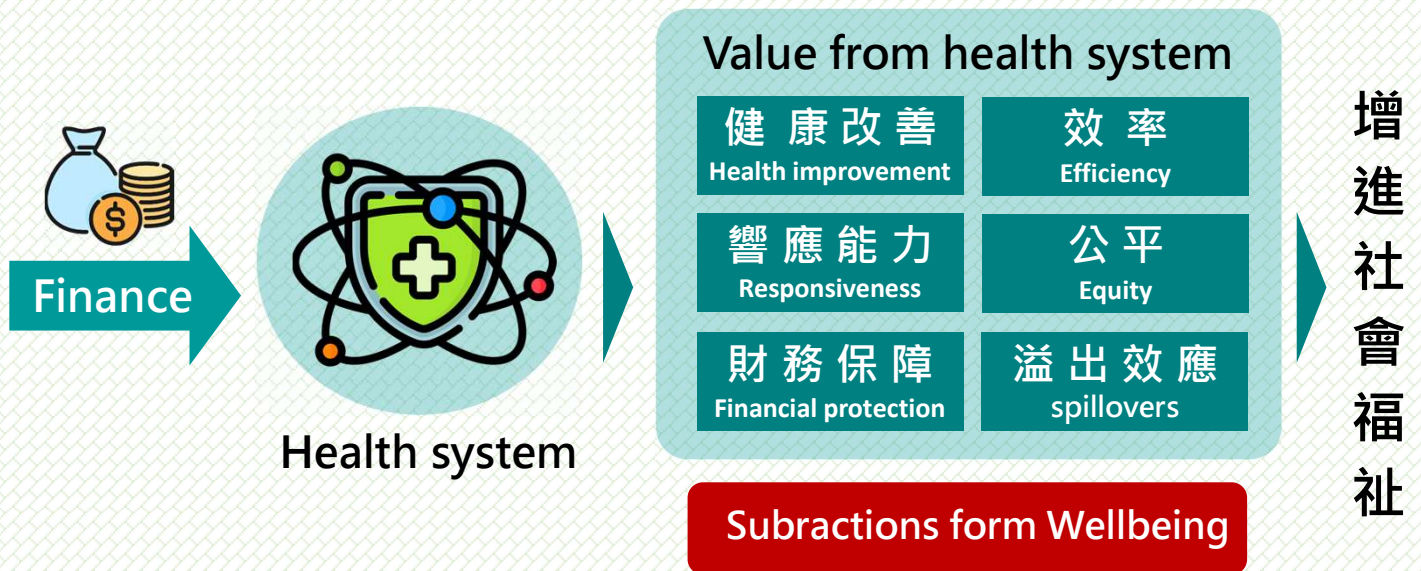 Finance
$
Health system
Value from health system
健康改善
Health improvement
效率
Efficiency
響應能力
Responsiveness
公平
Equity
財務保障
Financial protection
溢出效應
spillovers
Subractions form Wellbeing
增進社會福祉